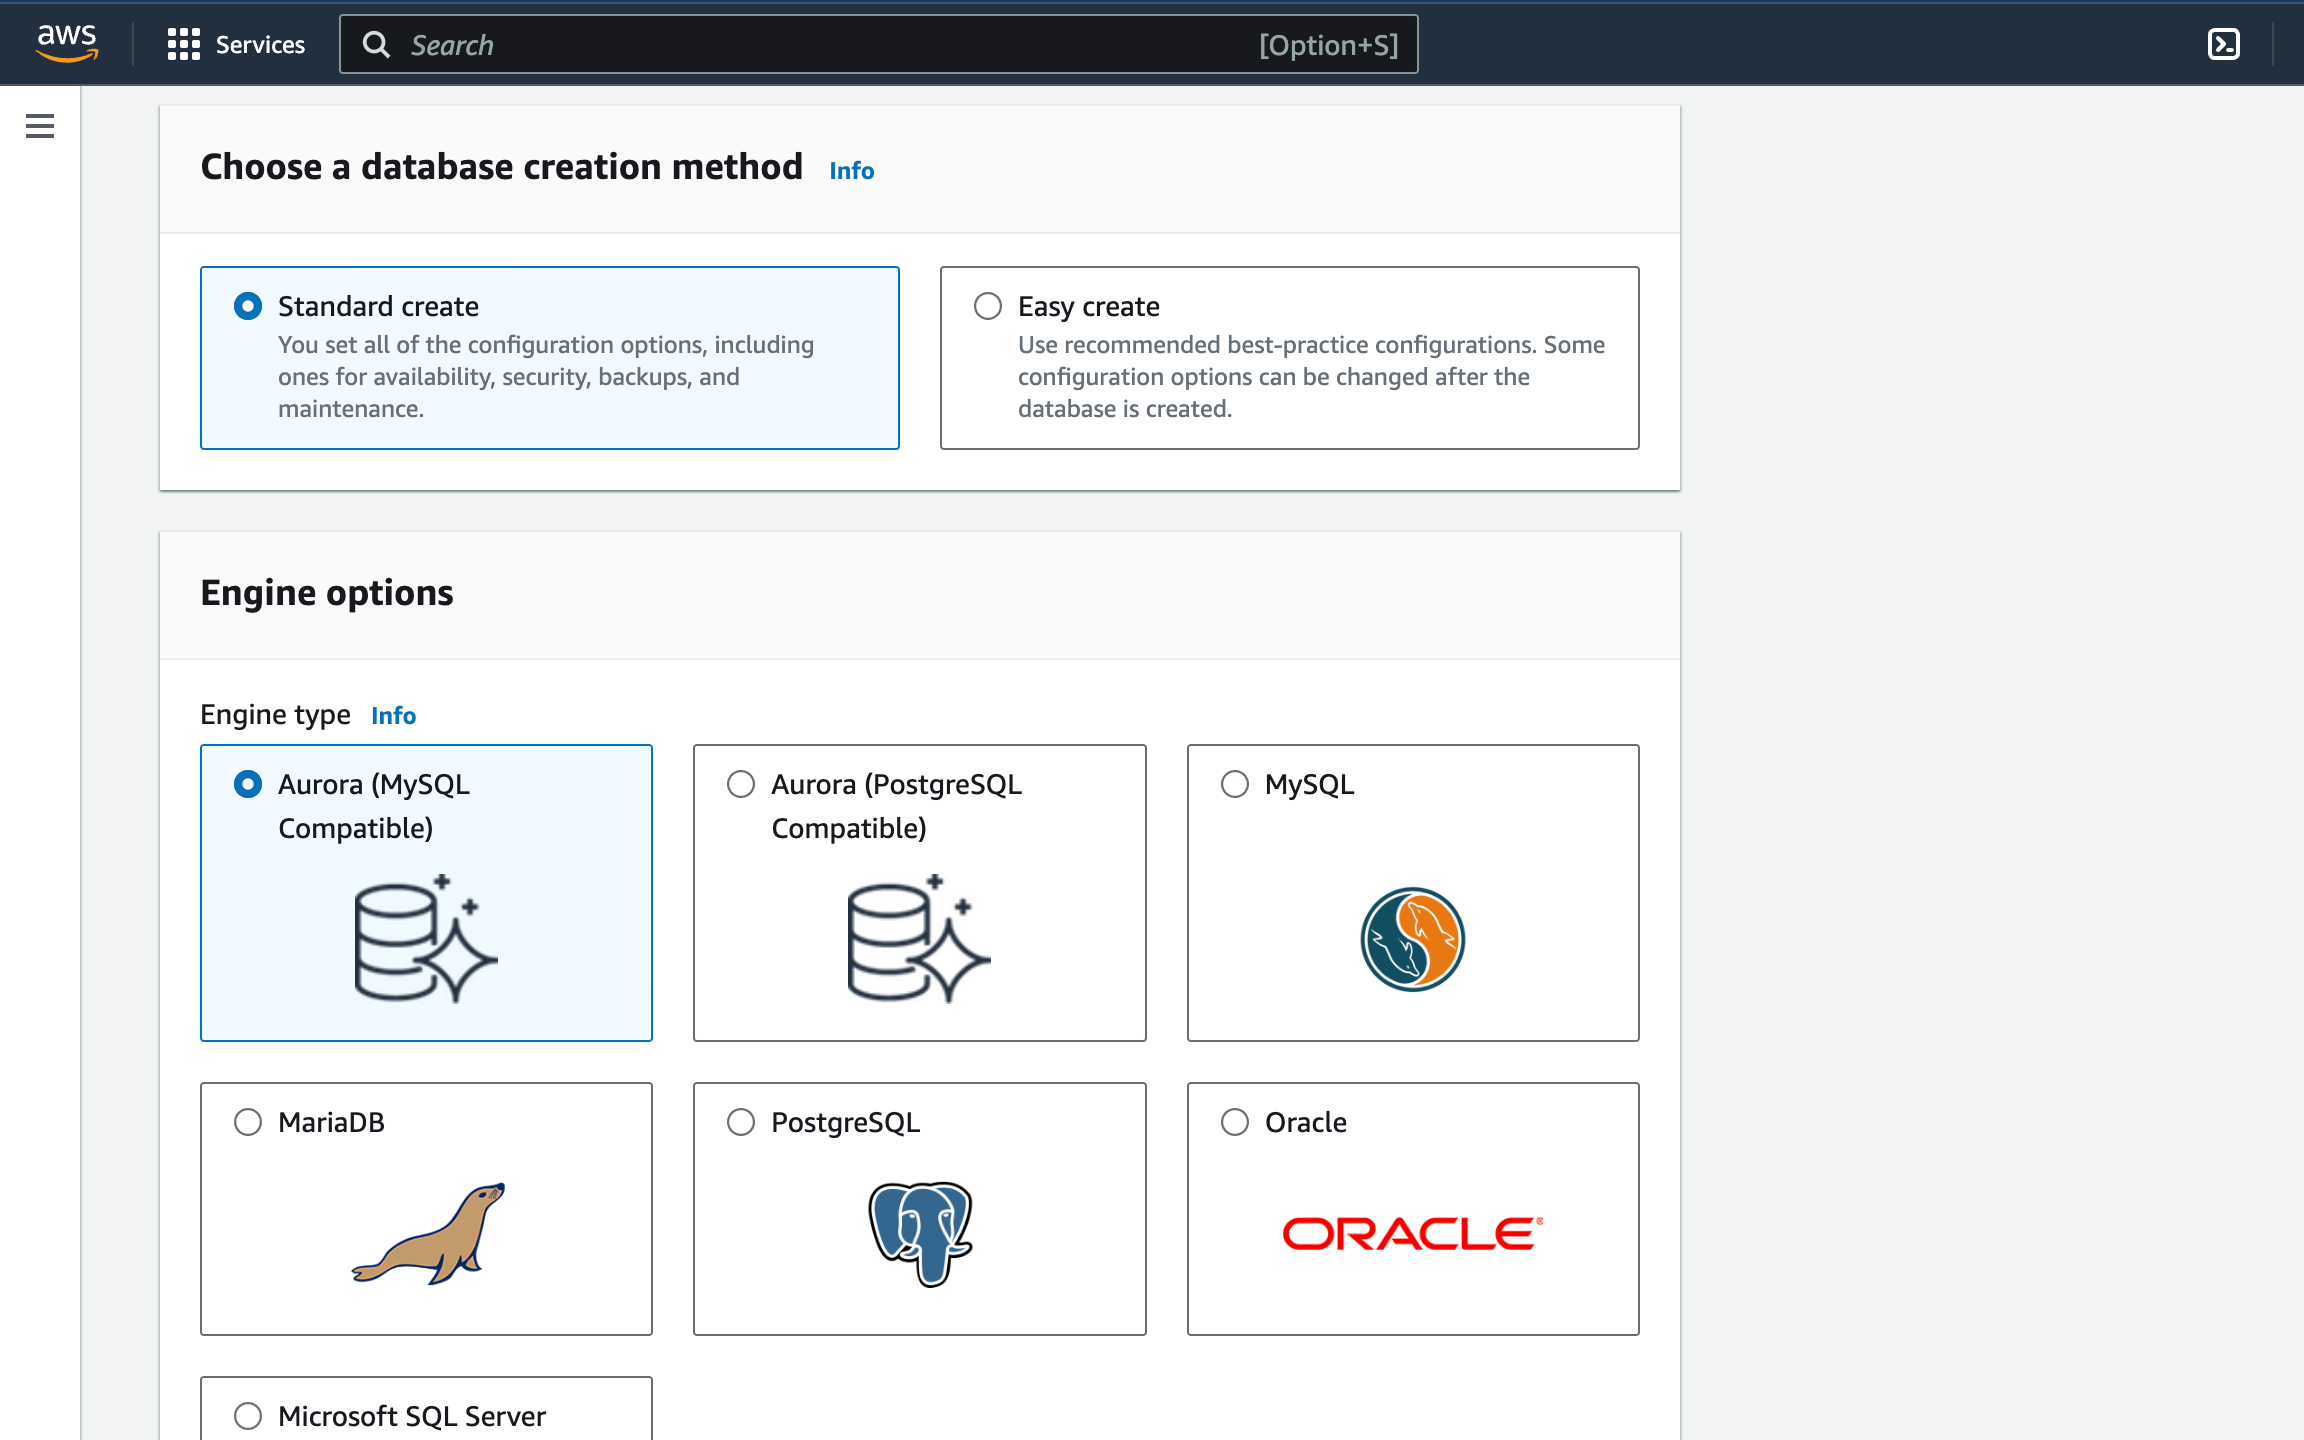 aws
Services
Search
[Option+S]
Choose a database creation method Info
Standard create
You set all of the configuration options, including
ones for availability, security, backups, and
maintenance.
Easy create
Use recommended best-practice configurations. Some
configuration options can be changed after the
database is created.
Engine options
Engine type Info
Aurora (MySQL
Compatible)
Aurora (PostgreSQL
Compatible)
MySQL
MariaDB
PostgreSQL
Oracle
ORACLE®
Microsoft SQL Server